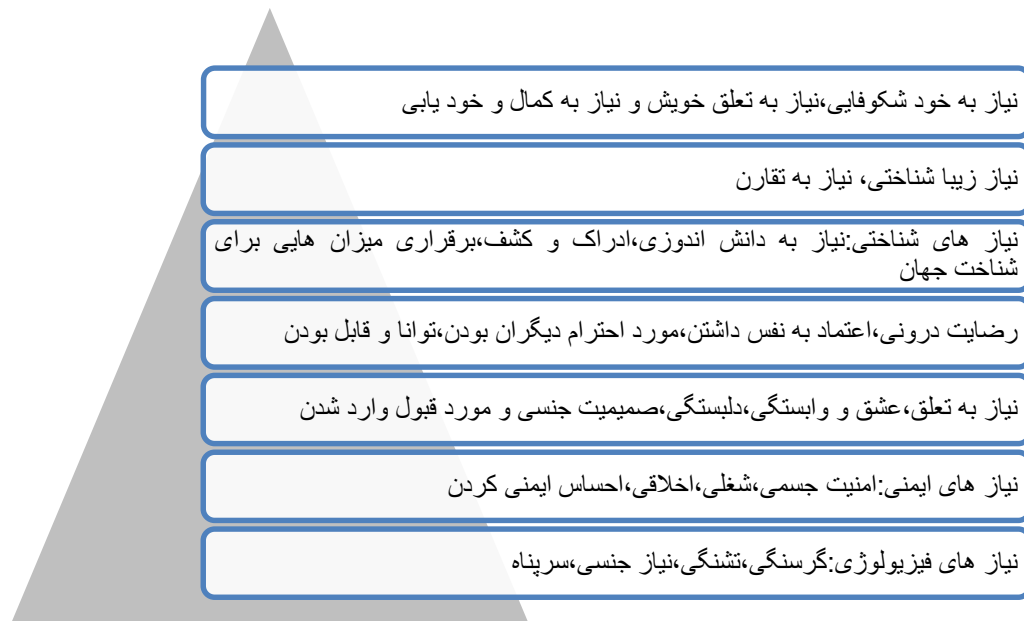 نیاز به خود شکوفایی،نیاز به تعلق خویش و نیاز به کمال و خود یابی
نیاز زیبا شناختی، نیاز به تقارن
نیاز های شناختی:نیاز به دانش اندوزی،ادراک و کشف،برقراری میزان هایی برای
شناخت جهان
رضایت درونی،اعتماد به نفس داشتن،مورد احترام دیگران بودن،توانا و قابل بودن
نیاز به تعلق،عشق و وابستگی،دلبستگی،صمیمیت جنسی و مورد قبول وارد شدن
نیاز های ایمنی:امنیت جسمی،شغلی،اخلاقی،احساس ایمنی کردن
نیاز های فیزیولوژی:گرسنگی،تشنگی،نیاز جنسی،سرپناه